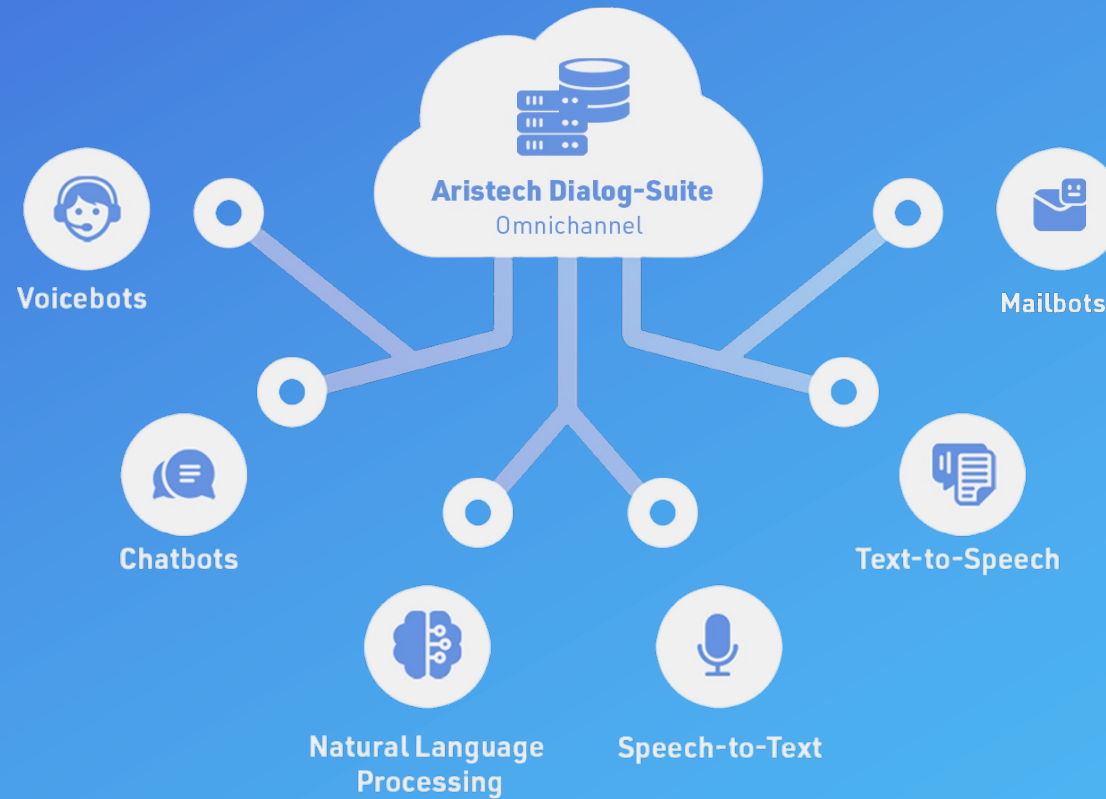 Aristech Dialog-Suite
Omnichannel
Voicebots
Mailbots
Chatbots
Text-to-Speech
Natural Language
Processing
Speech-to-Text